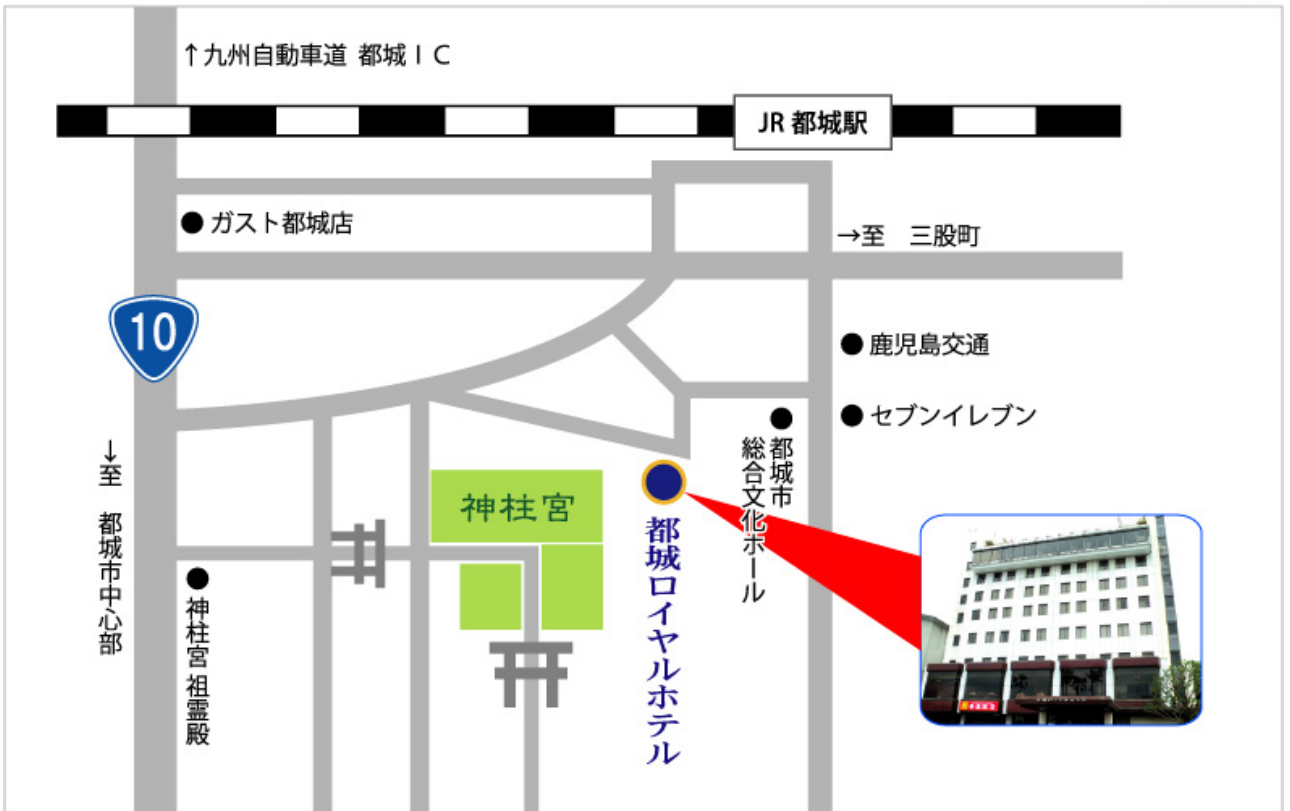 ↑九州自動車道 都城IC
JR 都城駅
ガスト都城店
→至 三股町
10
鹿児島交通
セブンイレブン
都城市
総合文化ホール
↓至 都城市中心部
神柱宮
都城ロイヤルホテル
神柱宮 祖霊殿